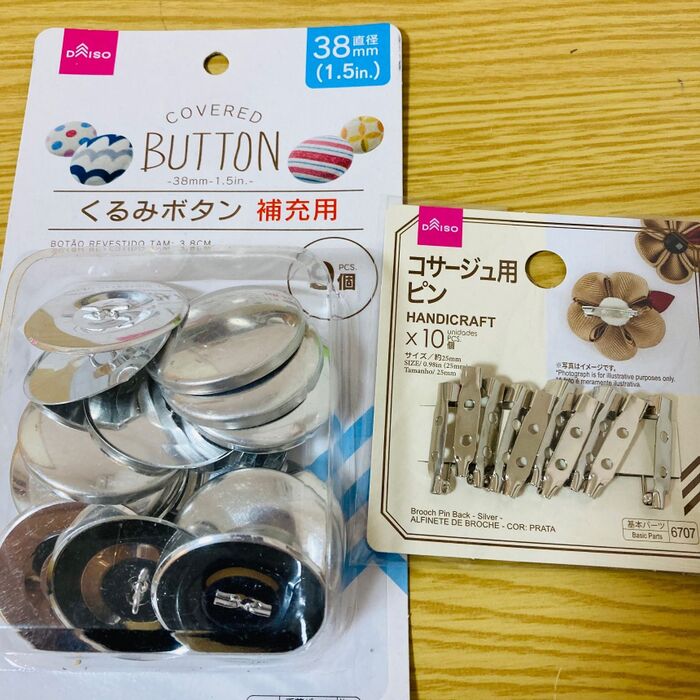 DAISO
38mm 直径
(1.5in.)
COVERED
BUTTON
-38mm-1.5in.-
くるみボタン 補充用
BOTÃO REVESTIDO TAM: 3,8CM
9 PCS. 個
DAISO
コサージュ用
ピン
HANDICRAFT
×10 unidades PCS. 個
サイズ/約25mm
SIZE/ 0.98in (25mm)
Tamanho/ 25mm
※写真はイメージです。
*Photograph is for illustrative purposes only.
é meramente ilustrativa.
Brooch Pin Back - Silver -
ALFINETE DE BROCHE - COR: PRATA
基本パーツ
Basic Parts
6707